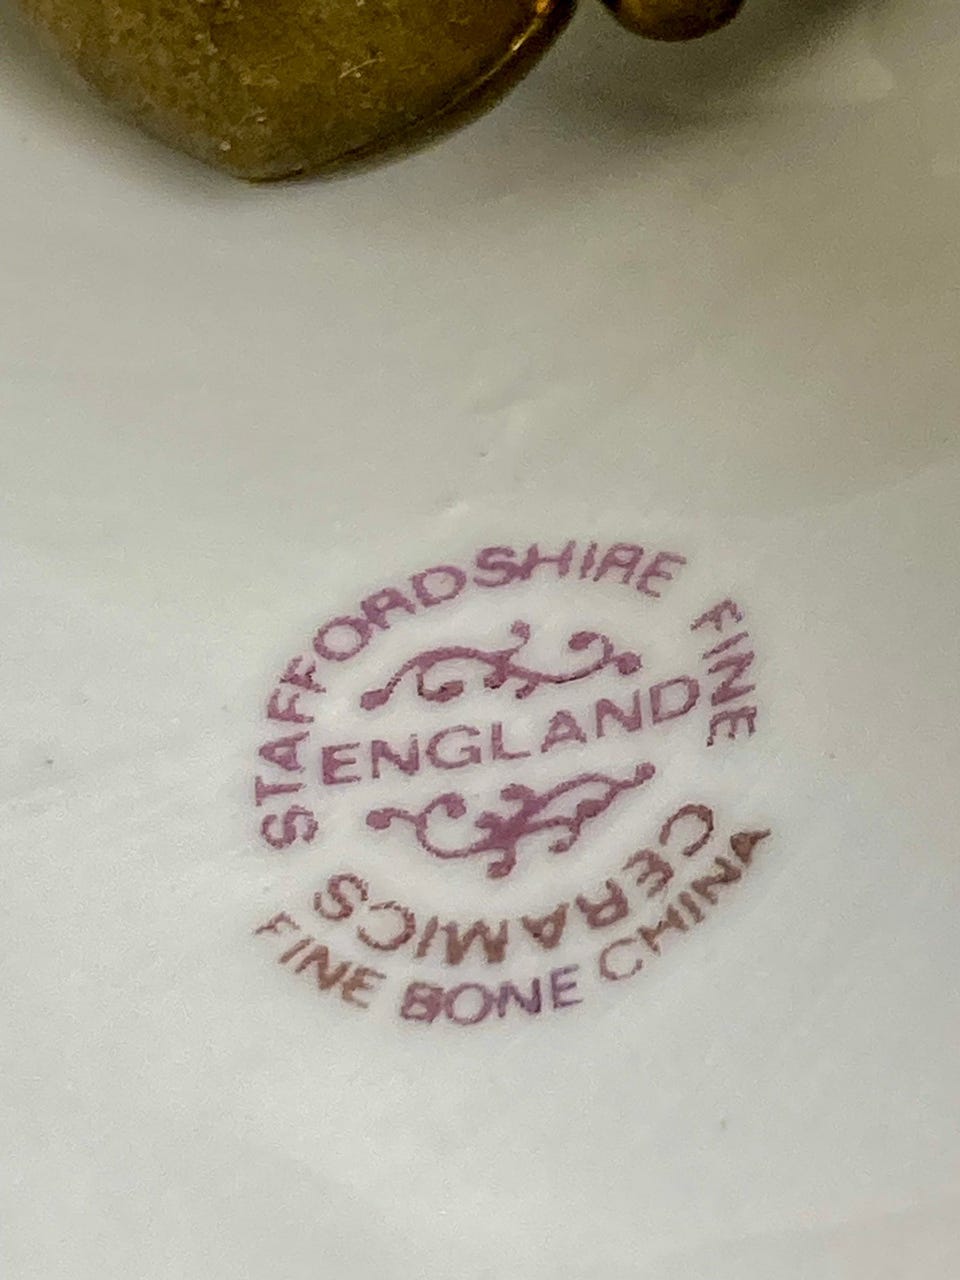 STAFFORDSHIRE FINE
ENGLAND
CERAMICS
FINE BONE CHINA